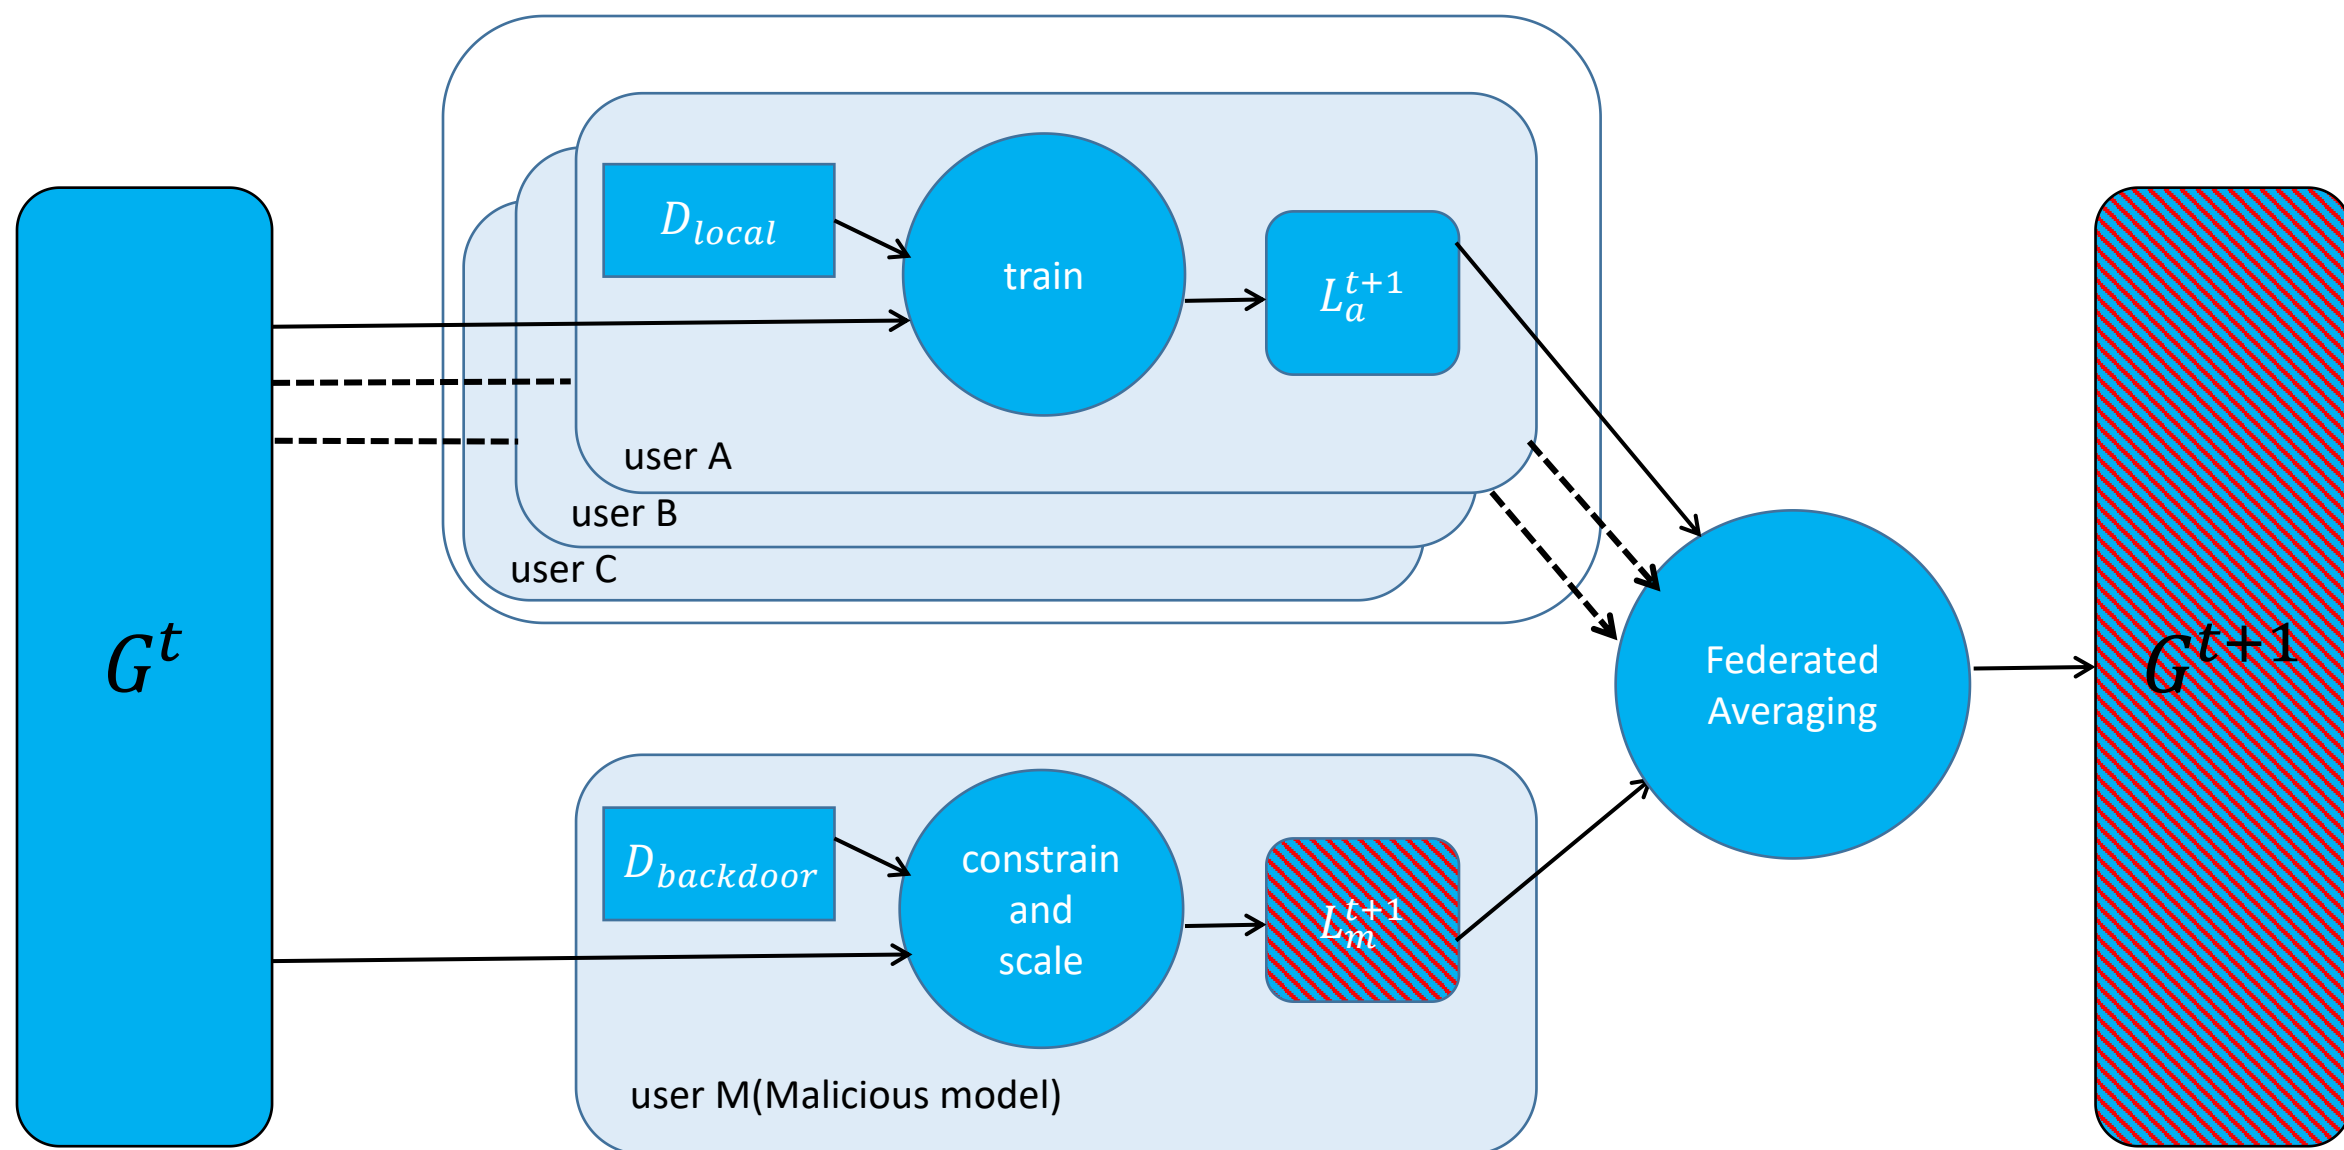 G^t
D_local
train
L_a^{t+1}
user A
user B
user C
D_backdoor
constrain
and
scale
L_m^{t+1}
user M(Malicious model)
Federated
Averaging
G^{t+1}